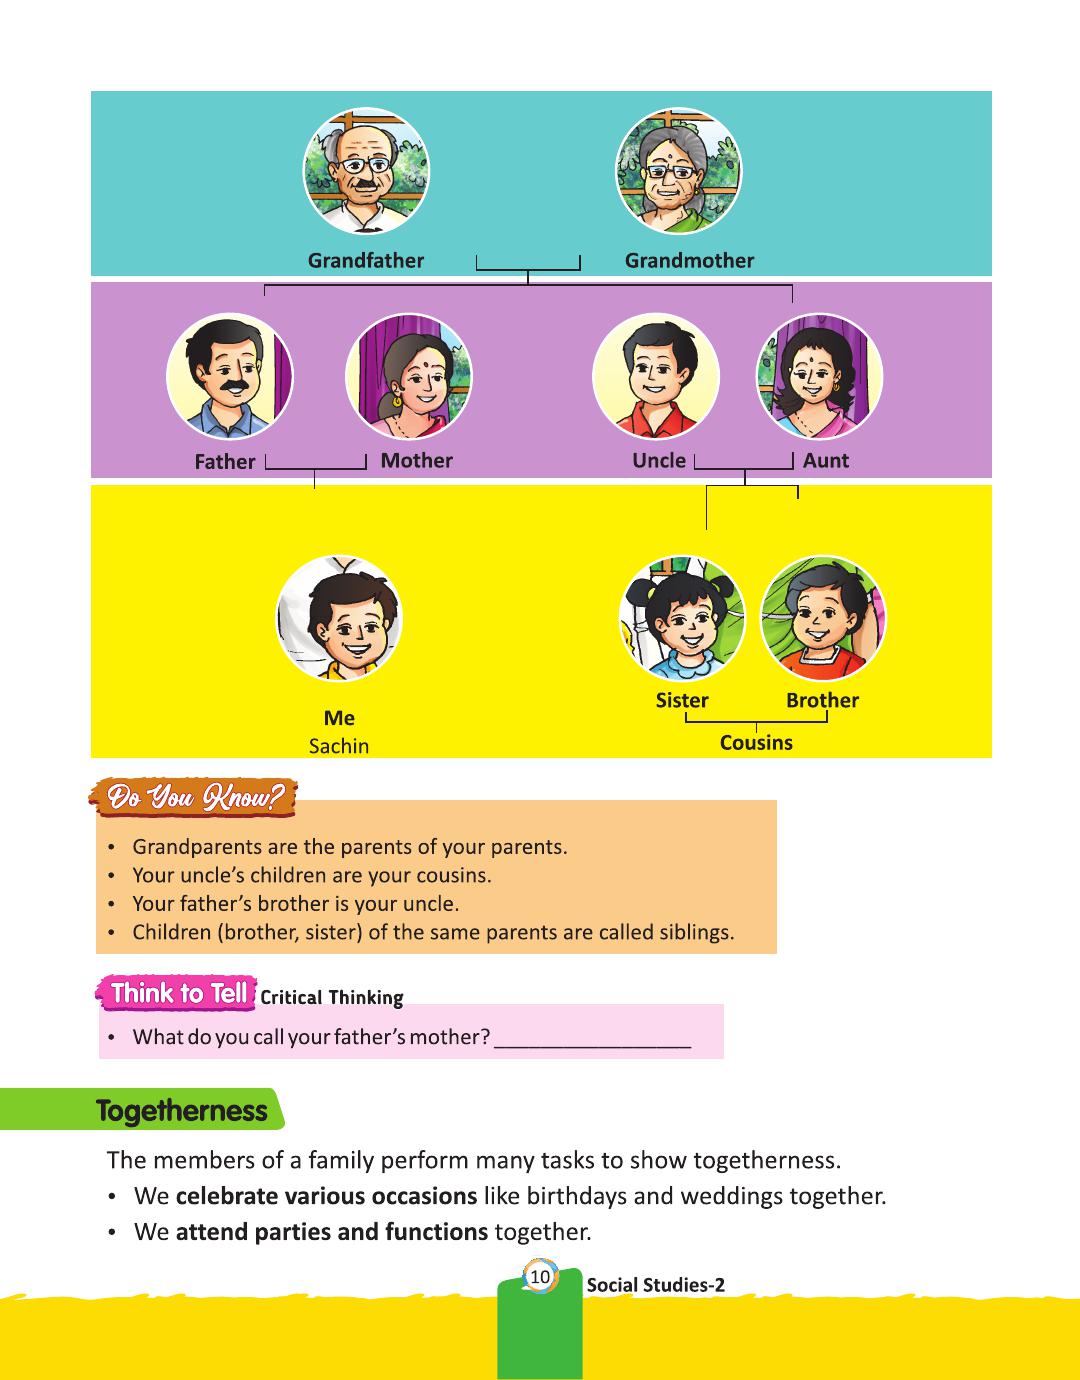 Grandfather Grandmother
Father Mother Uncle Aunt
Sister Brother
Me
Sachin
Cousins
Do You Know?
• Grandparents are the parents of your parents.
• Your uncle’s children are your cousins.
• Your father’s brother is your uncle.
• Children (brother, sister) of the same parents are called siblings.
Think to Tell Critical Thinking
• What do you call your father’s mother? __________________
Togetherness
The members of a family perform many tasks to show togetherness.
• We celebrate various occasions like birthdays and weddings together.
• We attend parties and functions together.
10
Social Studies-2